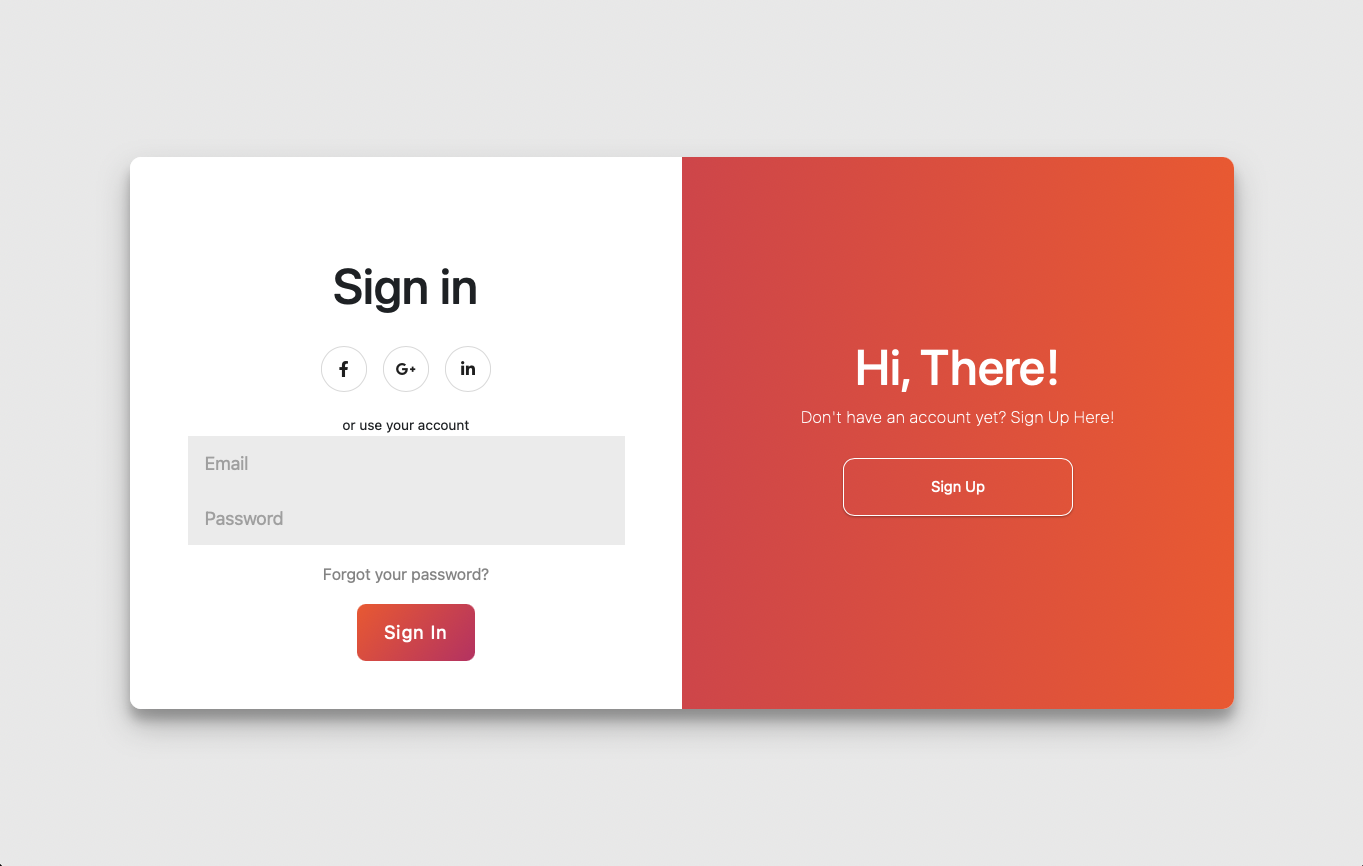 Sign in
f
G+
in
or use your account
Email
Password
Forgot your password?
Sign In
Hi, There!
Don't have an account yet? Sign Up Here!
Sign Up